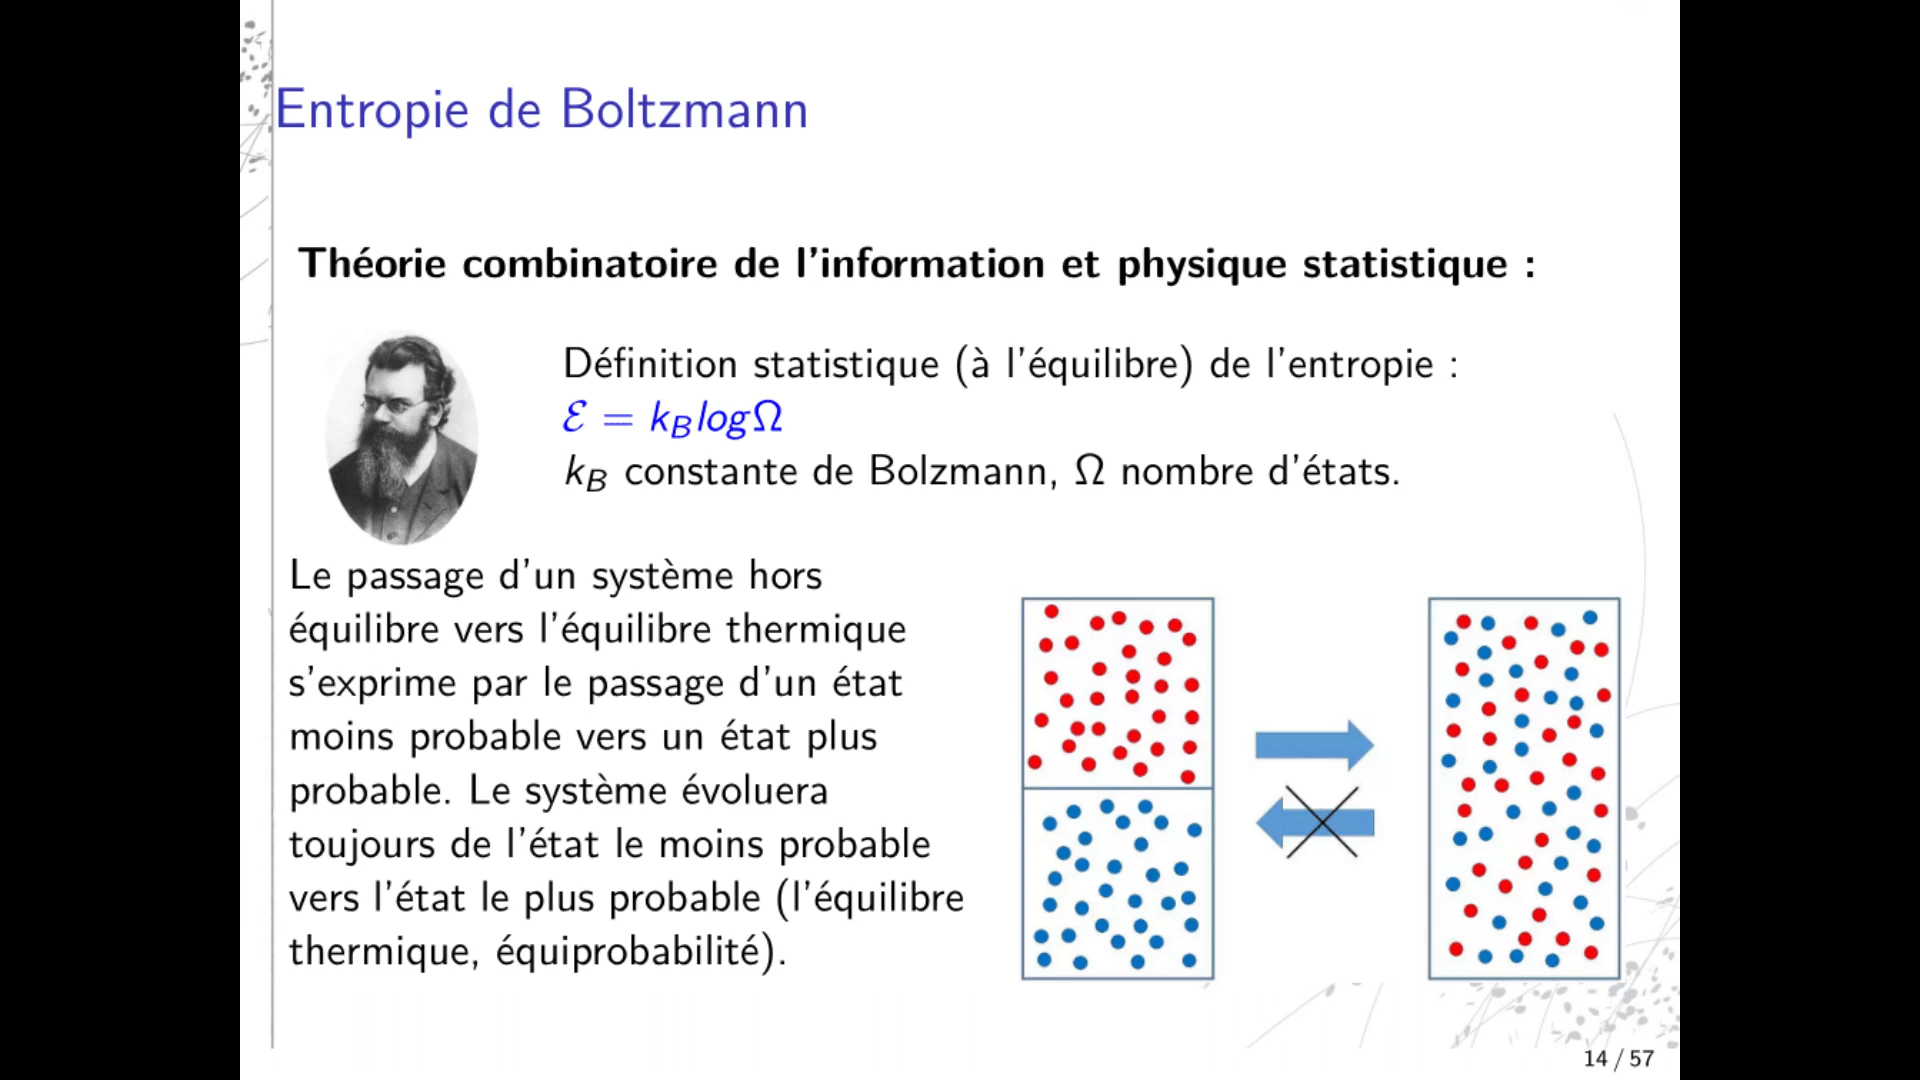 Entropie de Boltzmann
Théorie combinatoire de l'information et physique statistique :
Définition statistique (à l'équilibre) de l'entropie :
ℰ = k_B log Ω
k_B constante de Bolzmann, Ω nombre d'états.
Le passage d'un système hors
équilibre vers l'équilibre thermique
s'exprime par le passage d'un état
moins probable vers un état plus
probable. Le système évoluera
toujours de l'état le moins probable
vers l'état le plus probable (l'équilibre
thermique, équiprobabilité).
14 / 57